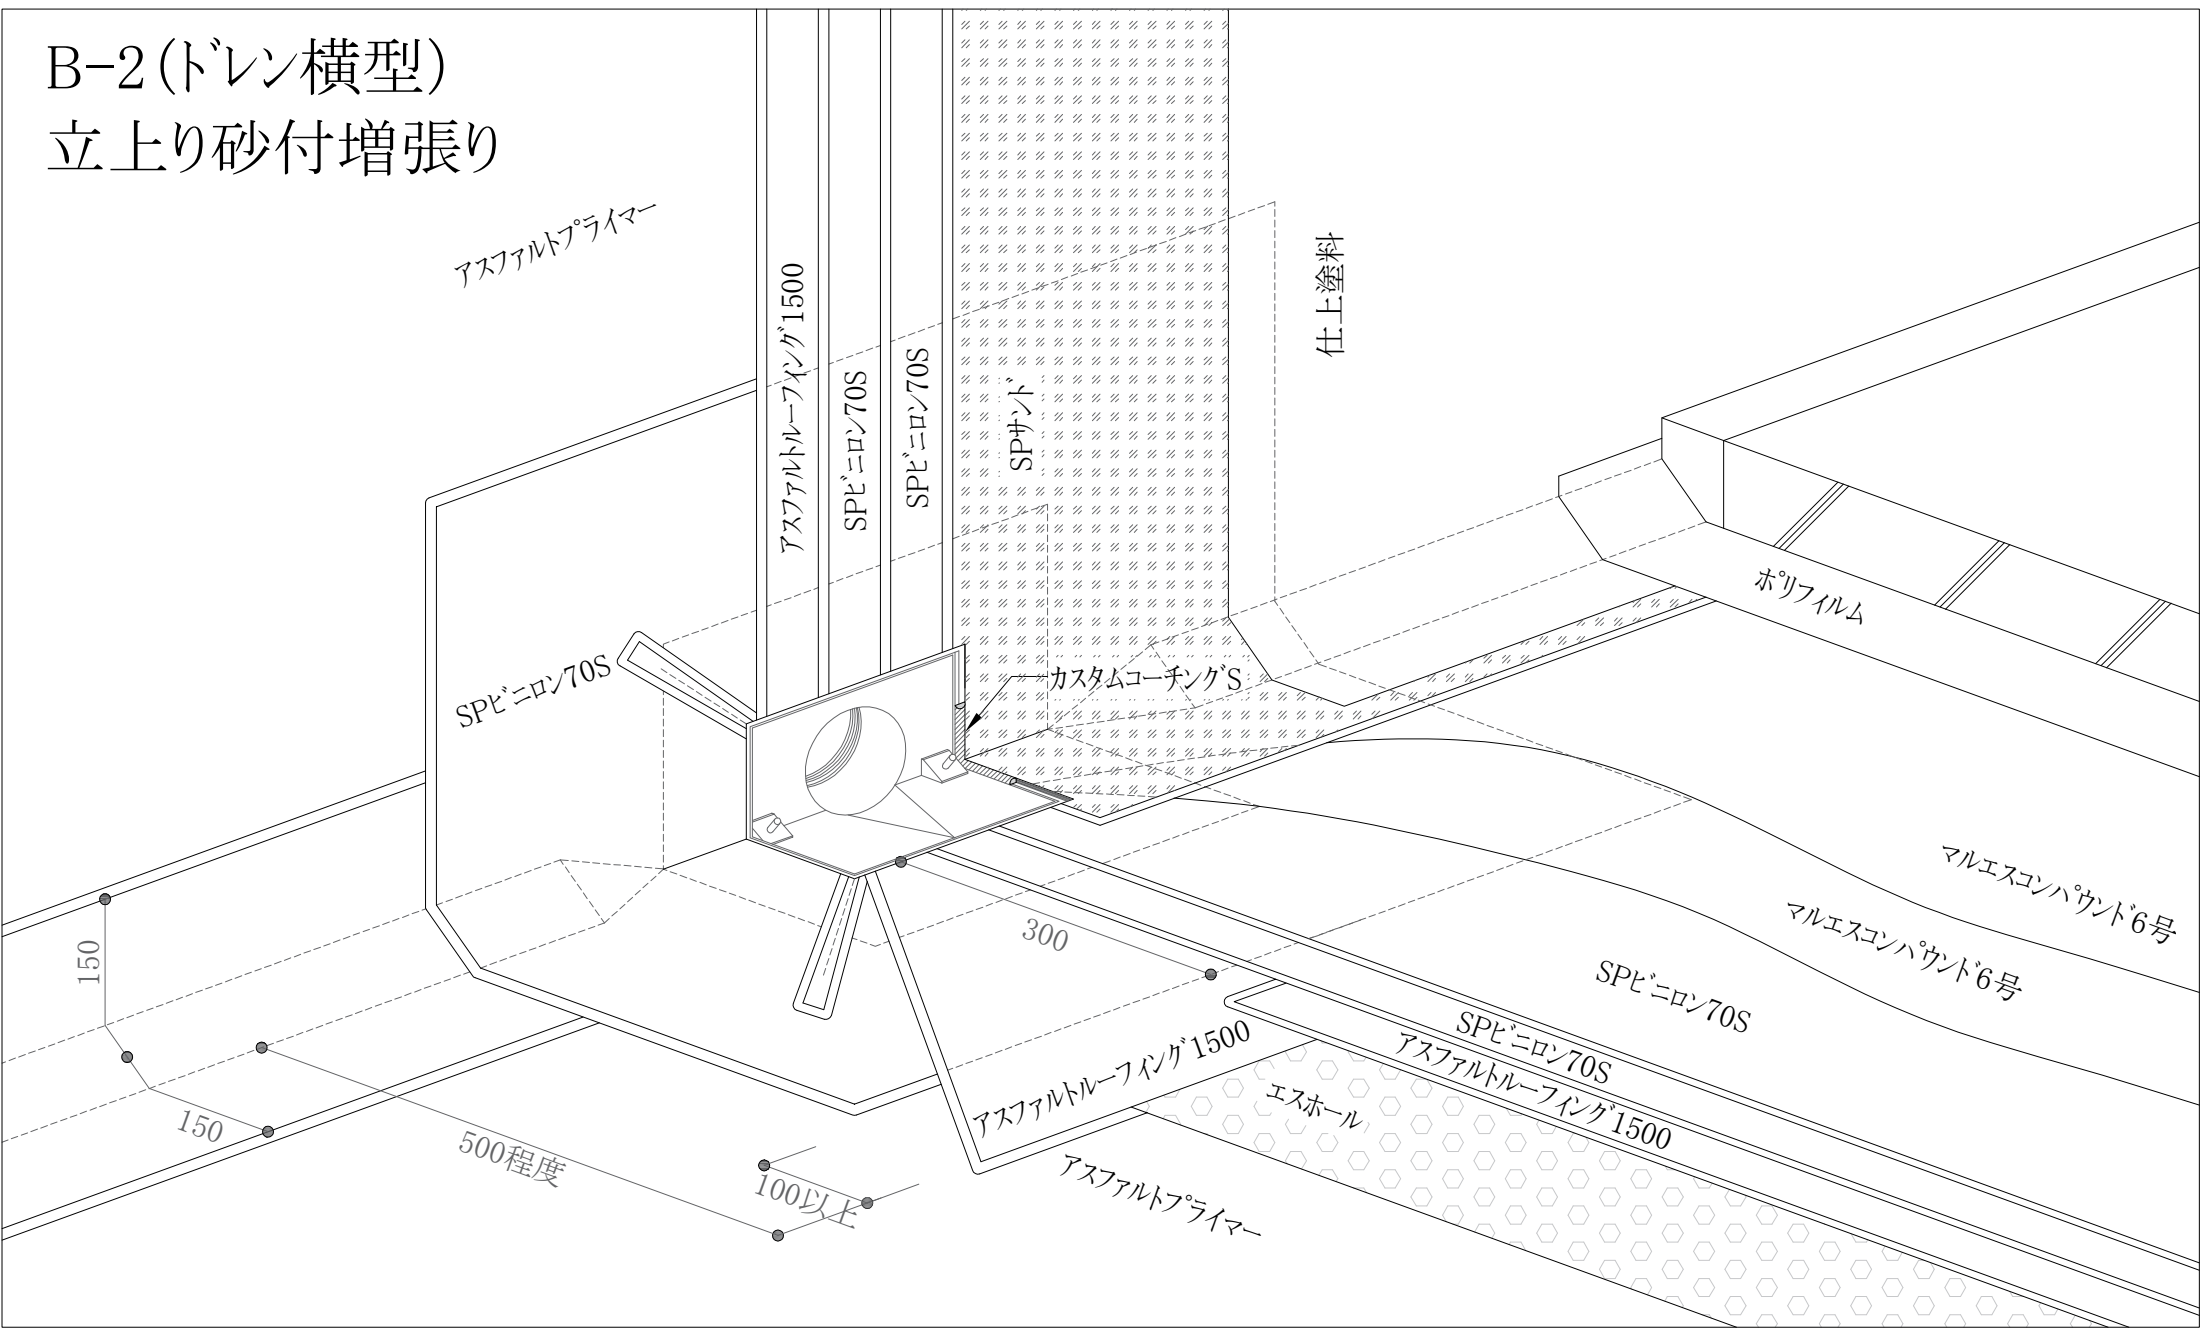 B-2(ドレン横型)
立上り砂付増張り
アスファルトプライマー
アスファルトルーフィング1500
SPビニロン70S
SPビニロン70S
SPサンド
仕上塗料
ポリフィルム
SPビニロン70S
カスタムコーチングS
マルエスコンパウンド6号
マルエスコンパウンド6号
SPビニロン70S
SPビニロン70S
アスファルトルーフィング1500
アスファルトルーフィング1500
エスホール
アスファルトプライマー
150
150
300
500程度
100以上